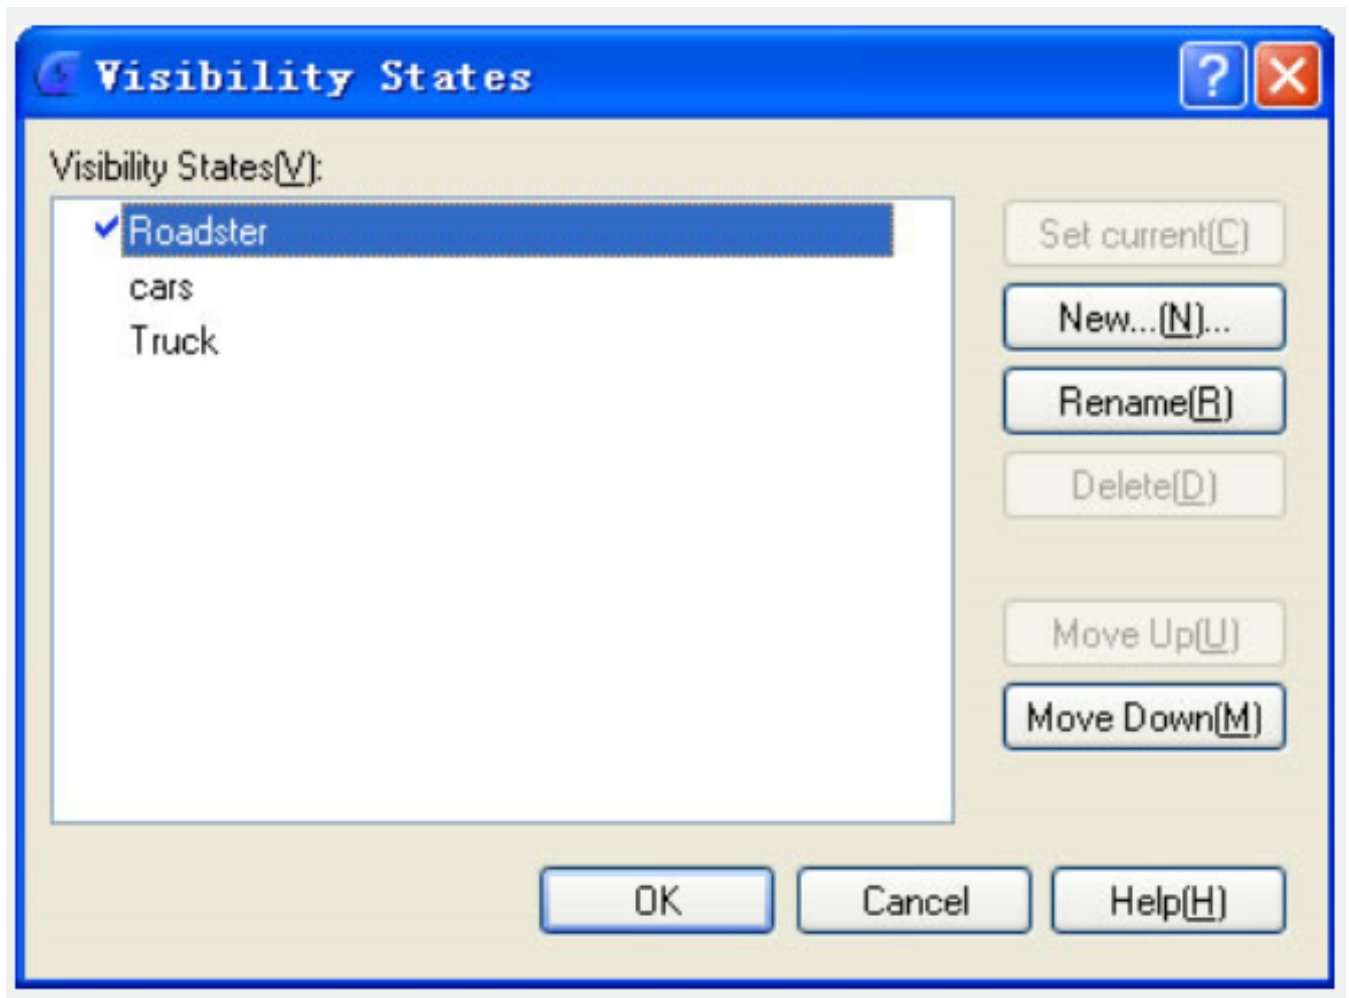 Visibility States
Visibility States(V):
Roadster
cars
Truck
Set current(C)
New...(N)...
Rename(R)
Delete(D)
Move Up(U)
Move Down(M)
OK
Cancel
Help(H)